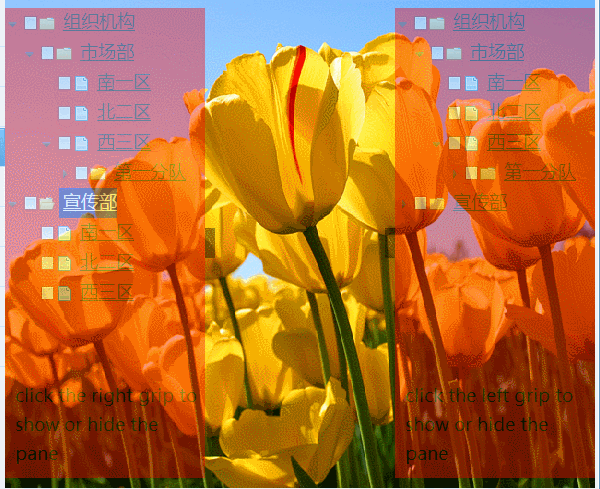 组织机构
市场部
南一区
北二区
西三区
第一分队
宣传部
南一区
北二区
西三区
click the right grip to
show or hide the
pane
组织机构
市场部
南一区
北二区
西三区
第一分队
宣传部
click the left grip to
show or hide the
pane